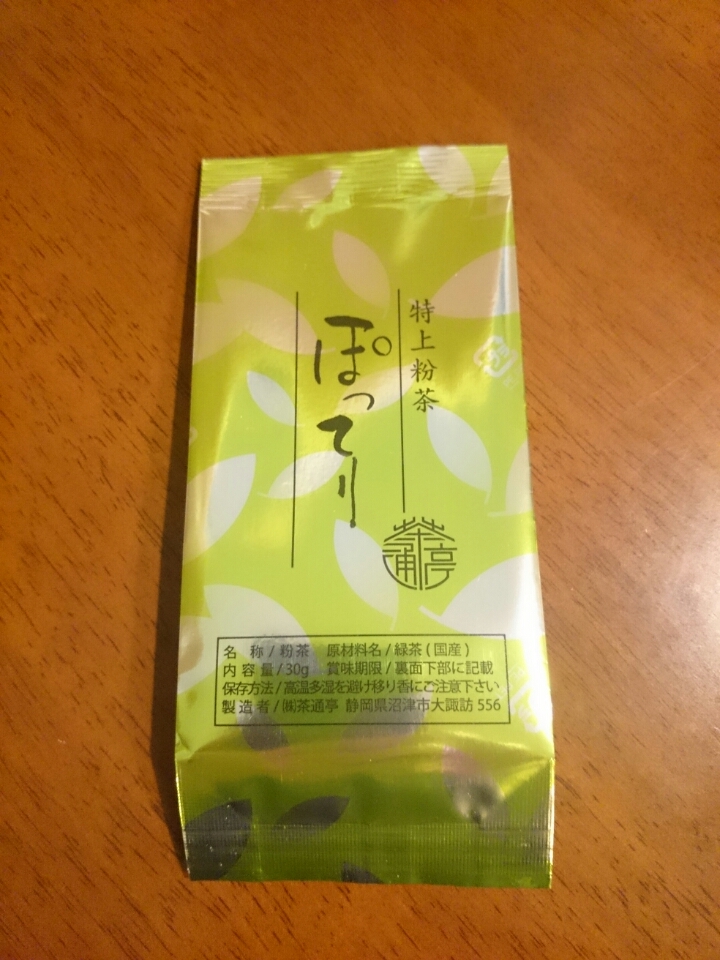 特上粉茶
ぽってり
茶通亭
名 称 / 粉茶 原材料名 / 緑茶 ( 国産 )
内 容 量 / 30g 賞味期限 / 裏面下部に記載
保存方法 / 高温多湿を避け移り香にご注意下さい
製 造 者 / ㈱茶通亭 静岡県沼津市大諏訪 556